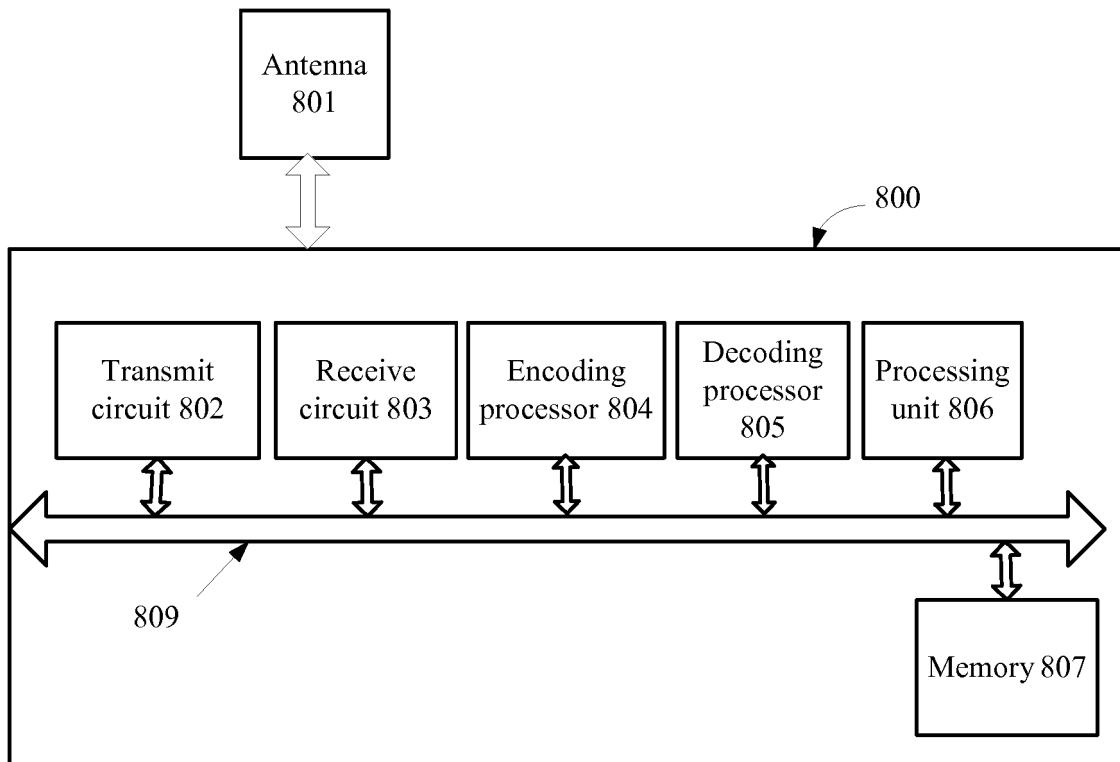 Antenna
801
800
Transmit
circuit 802
Receive
circuit 803
Encoding
processor 804
Decoding
processor
805
Processing
unit 806
809
Memory 807